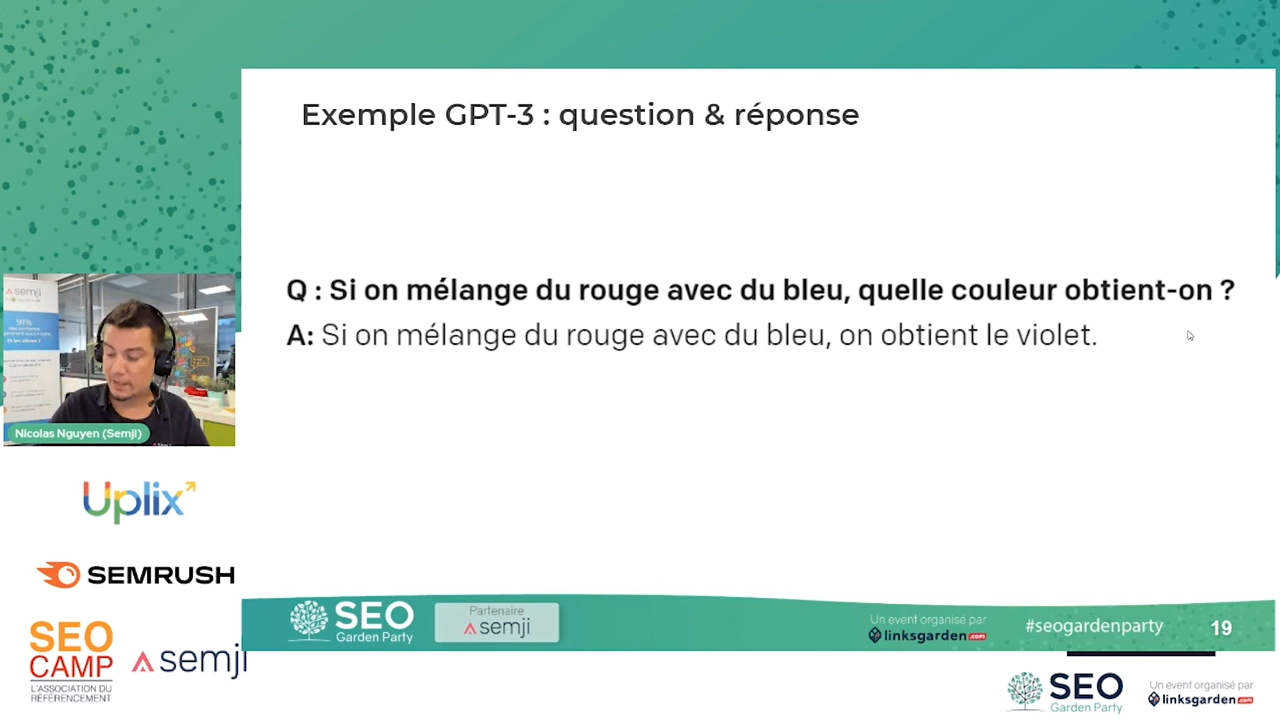 Exemple GPT-3 : question & réponse
Q : Si on mélange du rouge avec du bleu, quelle couleur obtient-on ?
A: Si on mélange du rouge avec du bleu, on obtient le violet.
semji
Nicolas Nguyen (Semji)
Uplix
SEMRUSH
SEO
CAMP
L'ASSOCIATION DU
RÉFÉRENCEMENT
semji
SEO
Garden Party
Partenaire
semji
Un event organisé par
linksgarden.com
#seogardenparty
19
SEO
Garden Party
Un event organisé par
linksgarden.com